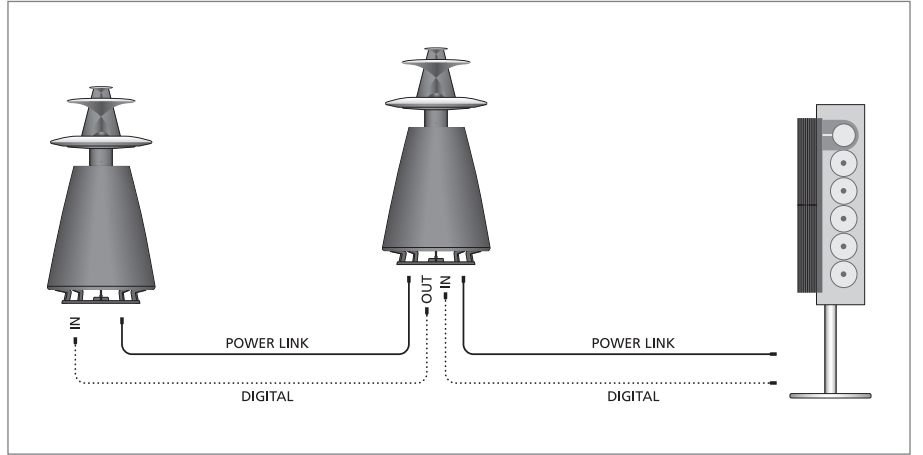 OUT
IN
IN
POWER LINK
POWER LINK
DIGITAL
DIGITAL